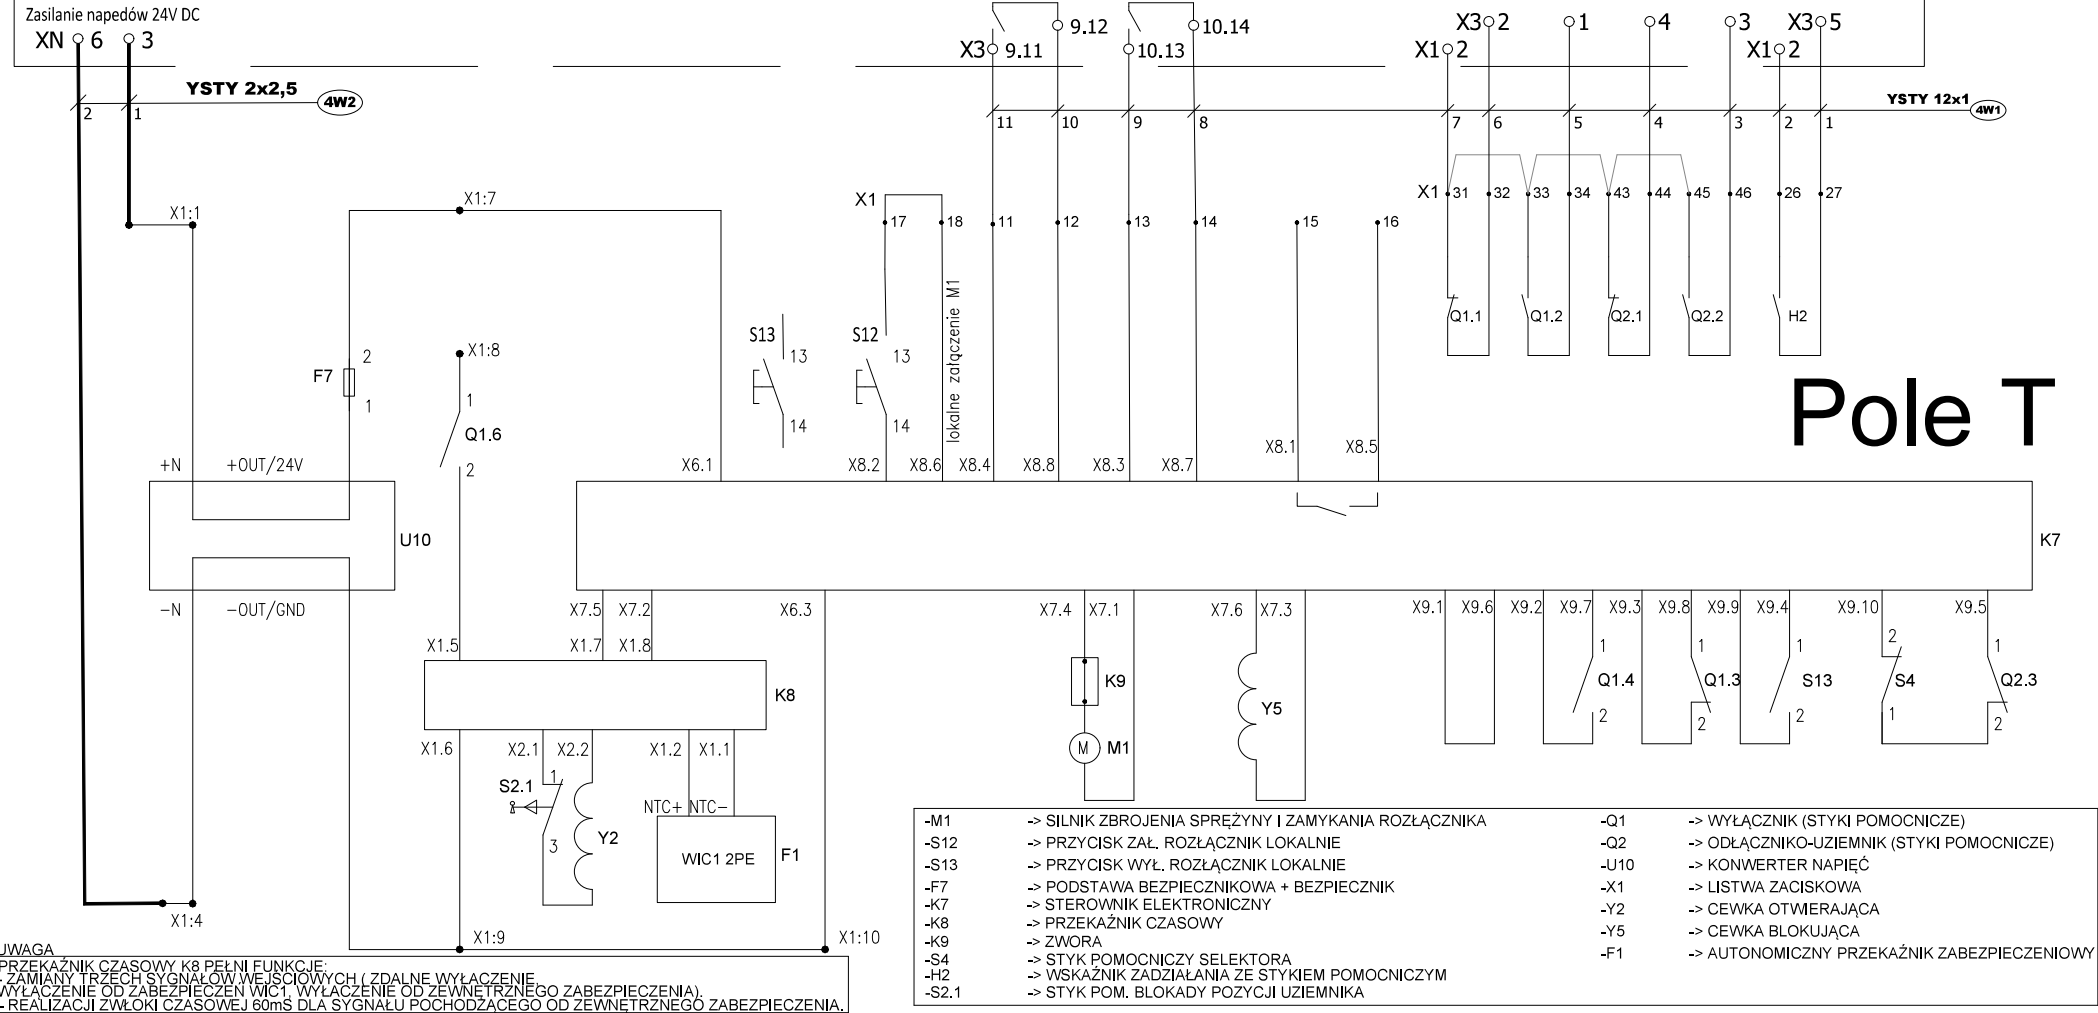 Zasilanie napedów 24V DC
XN 6 3
X3 9.11 9.12 10.13 10.14
X1 2 X3 2 1 4 3 X1 2 X3 5
YSTY 2x2,5 4W2
2 1
YSTY 12x1 4W1
11 10 9 8 7 6 5 4 3 2 1
X1:1
X1:7
X1
17 18 11 12 13 14 15 16
X1 31 32 33 34 43 44 45 46 26 27
lokalne załączenie M1
Q1.1 Q1.2 Q2.1 Q2.2 H2
F7
2
1
X1:8
1
Q1.6
2
S13
13
14
S12
13
14
Pole T
+N +OUT/24V
X6.1 X8.2 X8.6 X8.4 X8.8 X8.3 X8.7 X8.1 X8.5
U10
K7
-N -OUT/GND
X7.5 X7.2 X6.3 X7.4 X7.1 X7.6 X7.3 X9.1 X9.6 X9.2 X9.7 X9.3 X9.8 X9.9 X9.4 X9.10 X9.5
X1.5 X1.7 X1.8
K8
X1.6 X2.1 X2.2 X1.2 X1.1
K9
M M1
Y5
1
Q1.4
2
1
Q1.3
2
1
S13
2
2
S4
1
1
Q2.3
2
S2.1
1
3
Y2
NTC+ NTC-
WIC1 2PE F1
X1:4
X1:9
X1:10
UWAGA
PRZEKAŹNIK CZASOWY K8 PEŁNI FUNKCJE:
- ZAMIANY TRZECH SYGNAŁÓW WEJŚCIOWYCH ( ZDALNE WYŁĄCZENIE,
WYŁĄCZENIE OD ZABEZPIECZEŃ WIC1, WYŁĄCZENIE OD ZEWNĘTRZNEGO ZABEZPIECZENIA).
- REALIZACJI ZWŁOKI CZASOWEJ 60mS DLA SYGNAŁU POCHODZĄCEGO OD ZEWNĘTRZNEGO ZABEZPIECZENIA.
-M1 -> SILNIK ZBROJENIA SPRĘŻYNY I ZAMYKANIA ROZŁĄCZNIKA
-S12 -> PRZYCISK ZAŁ. ROZŁĄCZNIK LOKALNIE
-S13 -> PRZYCISK WYŁ. ROZŁĄCZNIK LOKALNIE
-F7 -> PODSTAWA BEZPIECZNIKOWA + BEZPIECZNIK
-K7 -> STEROWNIK ELEKTRONICZNY
-K8 -> PRZEKAŹNIK CZASOWY
-K9 -> ZWORA
-S4 -> STYK POMOCNICZY SELEKTORA
-H2 -> WSKAŹNIK ZADZIAŁANIA ZE STYKIEM POMOCNICZYM
-S2.1 -> STYK POM. BLOKADY POZYCJI UZIEMNIKA
-Q1 -> WYŁĄCZNIK (STYKI POMOCNICZE)
-Q2 -> ODŁĄCZNIKO-UZIEMNIK (STYKI POMOCNICZE)
-U10 -> KONWERTER NAPIĘĆ
-X1 -> LISTWA ZACISKOWA
-Y2 -> CEWKA OTWIERAJĄCA
-Y5 -> CEWKA BLOKUJĄCA
-F1 -> AUTONOMICZNY PRZEKAŹNIK ZABEZPIECZENIOWY